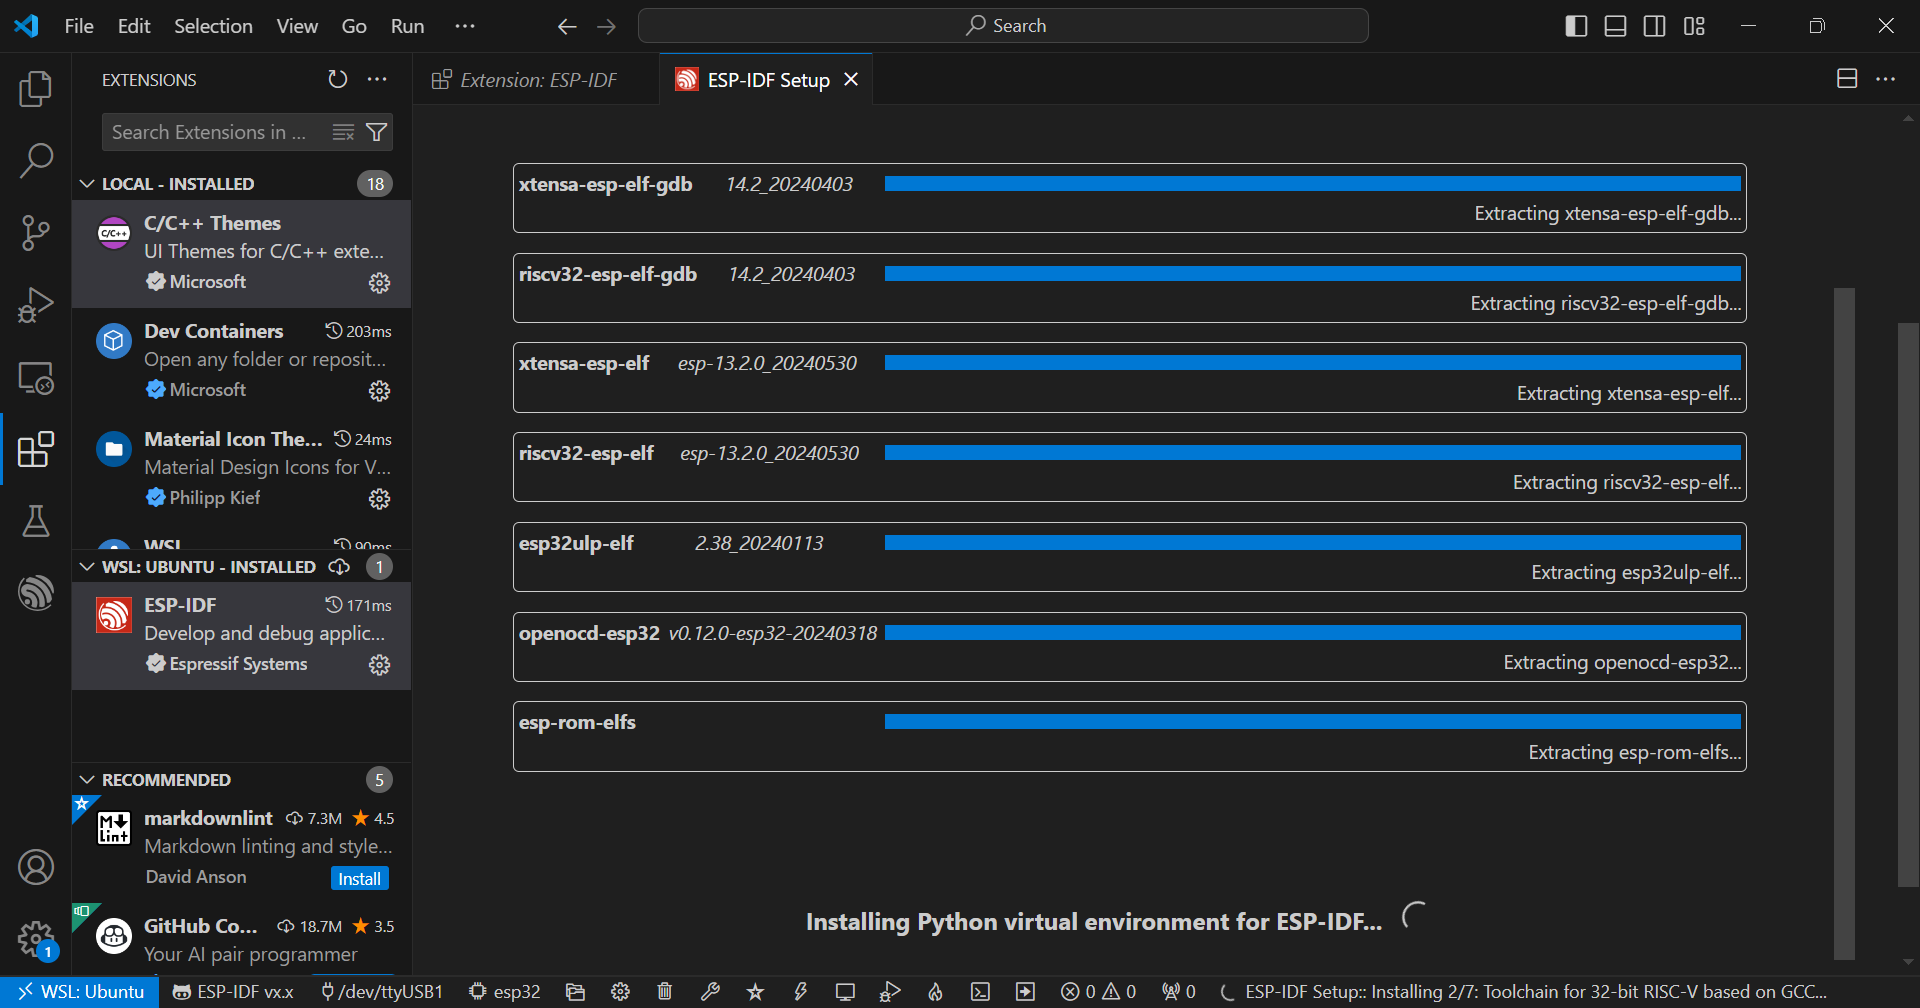 File Edit Selection View Go Run ···
Search
EXTENSIONS
Search Extensions in ...
LOCAL - INSTALLED 18
C/C++
C/C++ Themes
UI Themes for C/C++ exte...
Microsoft
Dev Containers 203ms
Open any folder or reposit...
Microsoft
Material Icon The... 24ms
Material Design Icons for V...
Philipp Kief
WSL 90ms
WSL: UBUNTU - INSTALLED 1
ESP-IDF 171ms
Develop and debug applic...
Espressif Systems
RECOMMENDED 5
M
lint
markdownlint 7.3M 4.5
Markdown linting and style...
David Anson Install
GitHub Co... 18.7M 3.5
Your AI pair programmer
1
Extension: ESP-IDF
ESP-IDF Setup
xtensa-esp-elf-gdb 14.2_20240403
Extracting xtensa-esp-elf-gdb...
riscv32-esp-elf-gdb 14.2_20240403
Extracting riscv32-esp-elf-gdb...
xtensa-esp-elf esp-13.2.0_20240530
Extracting xtensa-esp-elf...
riscv32-esp-elf esp-13.2.0_20240530
Extracting riscv32-esp-elf...
esp32ulp-elf 2.38_20240113
Extracting esp32ulp-elf...
openocd-esp32 v0.12.0-esp32-20240318
Extracting openocd-esp32...
esp-rom-elfs
Extracting esp-rom-elfs...
Installing Python virtual environment for ESP-IDF...
WSL: Ubuntu ESP-IDF vx.x /dev/ttyUSB1 esp32 0 0 0 ESP-IDF Setup:: Installing 2/7: Toolchain for 32-bit RISC-V based on GCC...